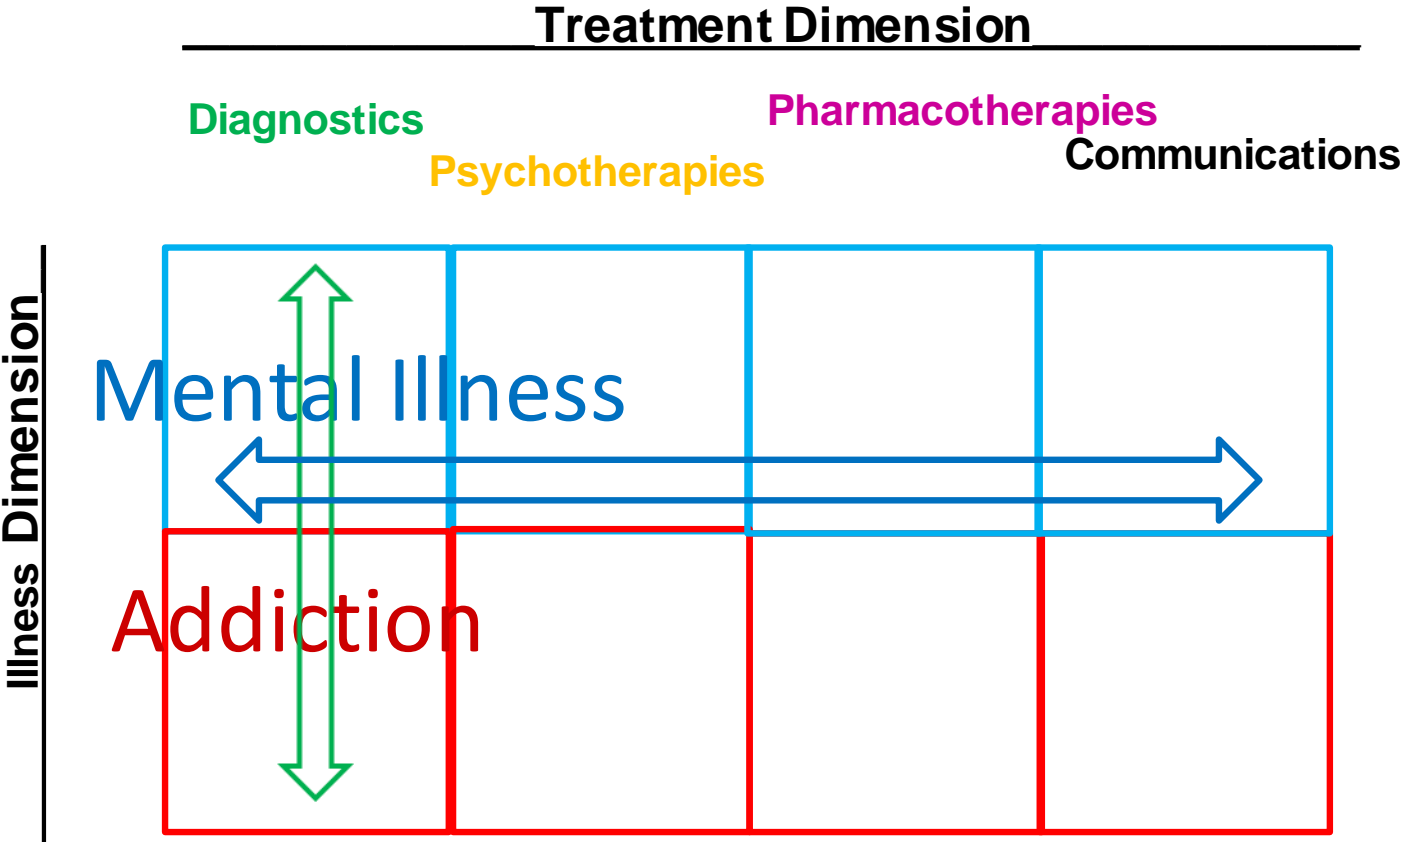 Treatment Dimension
Diagnostics
Pharmacotherapies
Communications
Psychotherapies
Illness Dimension
Mental Illness
Addiction